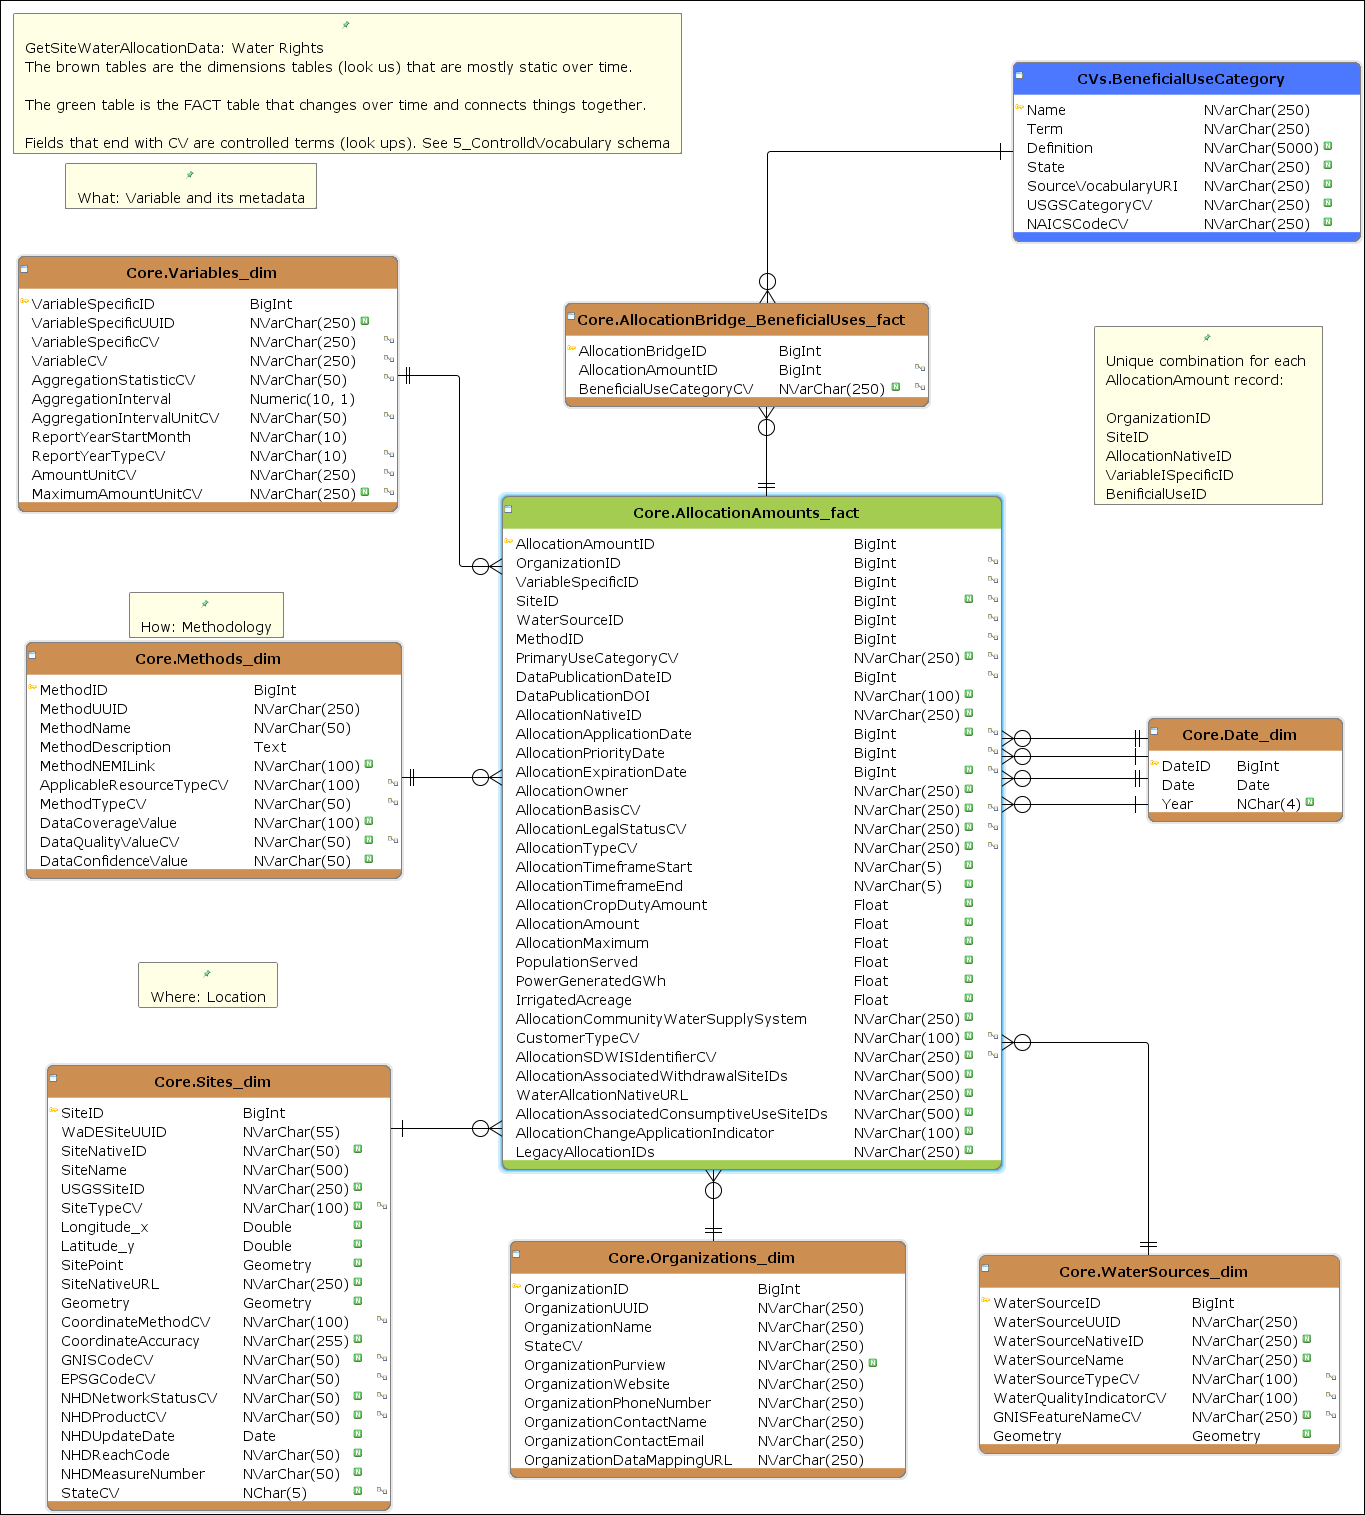 GetSiteWaterAllocationData: Water Rights
The brown tables are the dimensions tables (look us) that are mostly static over time.
The green table is the FACT table that changes over time and connects things together.
Fields that end with CV are controlled terms (look ups). See 5_ControlldVocabulary schema
What: Variable and its metadata
CVs.BeneficialUseCategory
Name NVarChar(250)
Term NVarChar(250)
Definition NVarChar(5000) N
State NVarChar(250) N
SourceVocabularyURI NVarChar(250) N
USGSCategoryCV NVarChar(250) N
NAICSCodeCV NVarChar(250) N
Core.Variables_dim
VariableSpecificID BigInt
VariableSpecificUUID NVarChar(250) N
VariableSpecificCV NVarChar(250)
VariableCV NVarChar(250)
AggregationStatisticCV NVarChar(50)
AggregationInterval Numeric(10, 1)
AggregationIntervalUnitCV NVarChar(50)
ReportYearStartMonth NVarChar(10)
ReportYearTypeCV NVarChar(10)
AmountUnitCV NVarChar(250)
MaximumAmountUnitCV NVarChar(250) N
Core.AllocationBridge_BeneficialUses_fact
AllocationBridgeID BigInt
AllocationAmountID BigInt
BeneficialUseCategoryCV NVarChar(250) N
Unique combination for each
AllocationAmount record:
OrganizationID
SiteID
AllocationNativeID
VariableISpecificID
BenificialUseID
Core.AllocationAmounts_fact
AllocationAmountID BigInt
OrganizationID BigInt
VariableSpecificID BigInt
SiteID BigInt N
WaterSourceID BigInt
MethodID BigInt
PrimaryUseCategoryCV NVarChar(250) N
DataPublicationDateID BigInt
DataPublicationDOI NVarChar(100) N
AllocationNativeID NVarChar(250) N
AllocationApplicationDate BigInt N
AllocationPriorityDate BigInt
AllocationExpirationDate BigInt N
AllocationOwner NVarChar(250) N
AllocationBasisCV NVarChar(250) N
AllocationLegalStatusCV NVarChar(250) N
AllocationTypeCV NVarChar(250) N
AllocationTimeframeStart NVarChar(5) N
AllocationTimeframeEnd NVarChar(5) N
AllocationCropDutyAmount Float N
AllocationAmount Float N
AllocationMaximum Float N
PopulationServed Float N
PowerGeneratedGWh Float N
IrrigatedAcreage Float N
AllocationCommunityWaterSupplySystem NVarChar(250) N
CustomerTypeCV NVarChar(100) N
AllocationSDWISIdentifierCV NVarChar(250) N
AllocationAssociatedWithdrawalSiteIDs NVarChar(500) N
WaterAllcationNativeURL NVarChar(250) N
AllocationAssociatedConsumptiveUseSiteIDs NVarChar(500) N
AllocationChangeApplicationIndicator NVarChar(100) N
LegacyAllocationIDs NVarChar(250) N
How: Methodology
Core.Methods_dim
MethodID BigInt
MethodUUID NVarChar(250)
MethodName NVarChar(50)
MethodDescription Text
MethodNEMILink NVarChar(100) N
ApplicableResourceTypeCV NVarChar(100)
MethodTypeCV NVarChar(50)
DataCoverageValue NVarChar(100) N
DataQualityValueCV NVarChar(50) N
DataConfidenceValue NVarChar(50) N
Core.Date_dim
DateID BigInt
Date Date
Year NChar(4) N
Where: Location
Core.Sites_dim
SiteID BigInt
WaDESiteUUID NVarChar(55)
SiteNativeID NVarChar(50) N
SiteName NVarChar(500)
USGSSiteID NVarChar(250) N
SiteTypeCV NVarChar(100) N
Longitude_x Double N
Latitude_y Double N
SitePoint Geometry N
SiteNativeURL NVarChar(250) N
Geometry Geometry N
CoordinateMethodCV NVarChar(100)
CoordinateAccuracy NVarChar(255) N
GNISCodeCV NVarChar(50) N
EPSGCodeCV NVarChar(50)
NHDNetworkStatusCV NVarChar(50) N
NHDProductCV NVarChar(50) N
NHDUpdateDate Date N
NHDReachCode NVarChar(50) N
NHDMeasureNumber NVarChar(50) N
StateCV NChar(5) N
Core.Organizations_dim
OrganizationID BigInt
OrganizationUUID NVarChar(250)
OrganizationName NVarChar(250)
StateCV NVarChar(250)
OrganizationPurview NVarChar(250) N
OrganizationWebsite NVarChar(250)
OrganizationPhoneNumber NVarChar(250)
OrganizationContactName NVarChar(250)
OrganizationContactEmail NVarChar(250)
OrganizationDataMappingURL NVarChar(250)
Core.WaterSources_dim
WaterSourceID BigInt
WaterSourceUUID NVarChar(250)
WaterSourceNativeID NVarChar(250) N
WaterSourceName NVarChar(250) N
WaterSourceTypeCV NVarChar(100)
WaterQualityIndicatorCV NVarChar(100)
GNISFeatureNameCV NVarChar(250) N
Geometry Geometry N